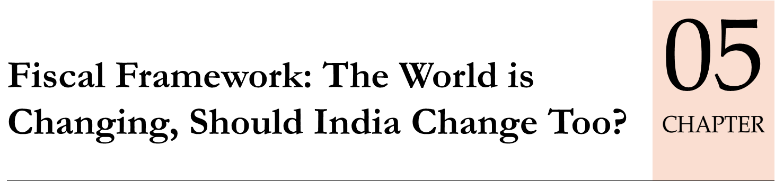 Fiscal Framework: The World is
Changing, Should India Change Too?
05
CHAPTER